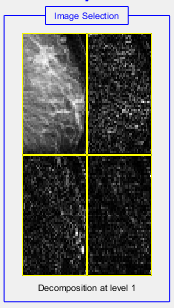 Image Selection
Decomposition at level 1